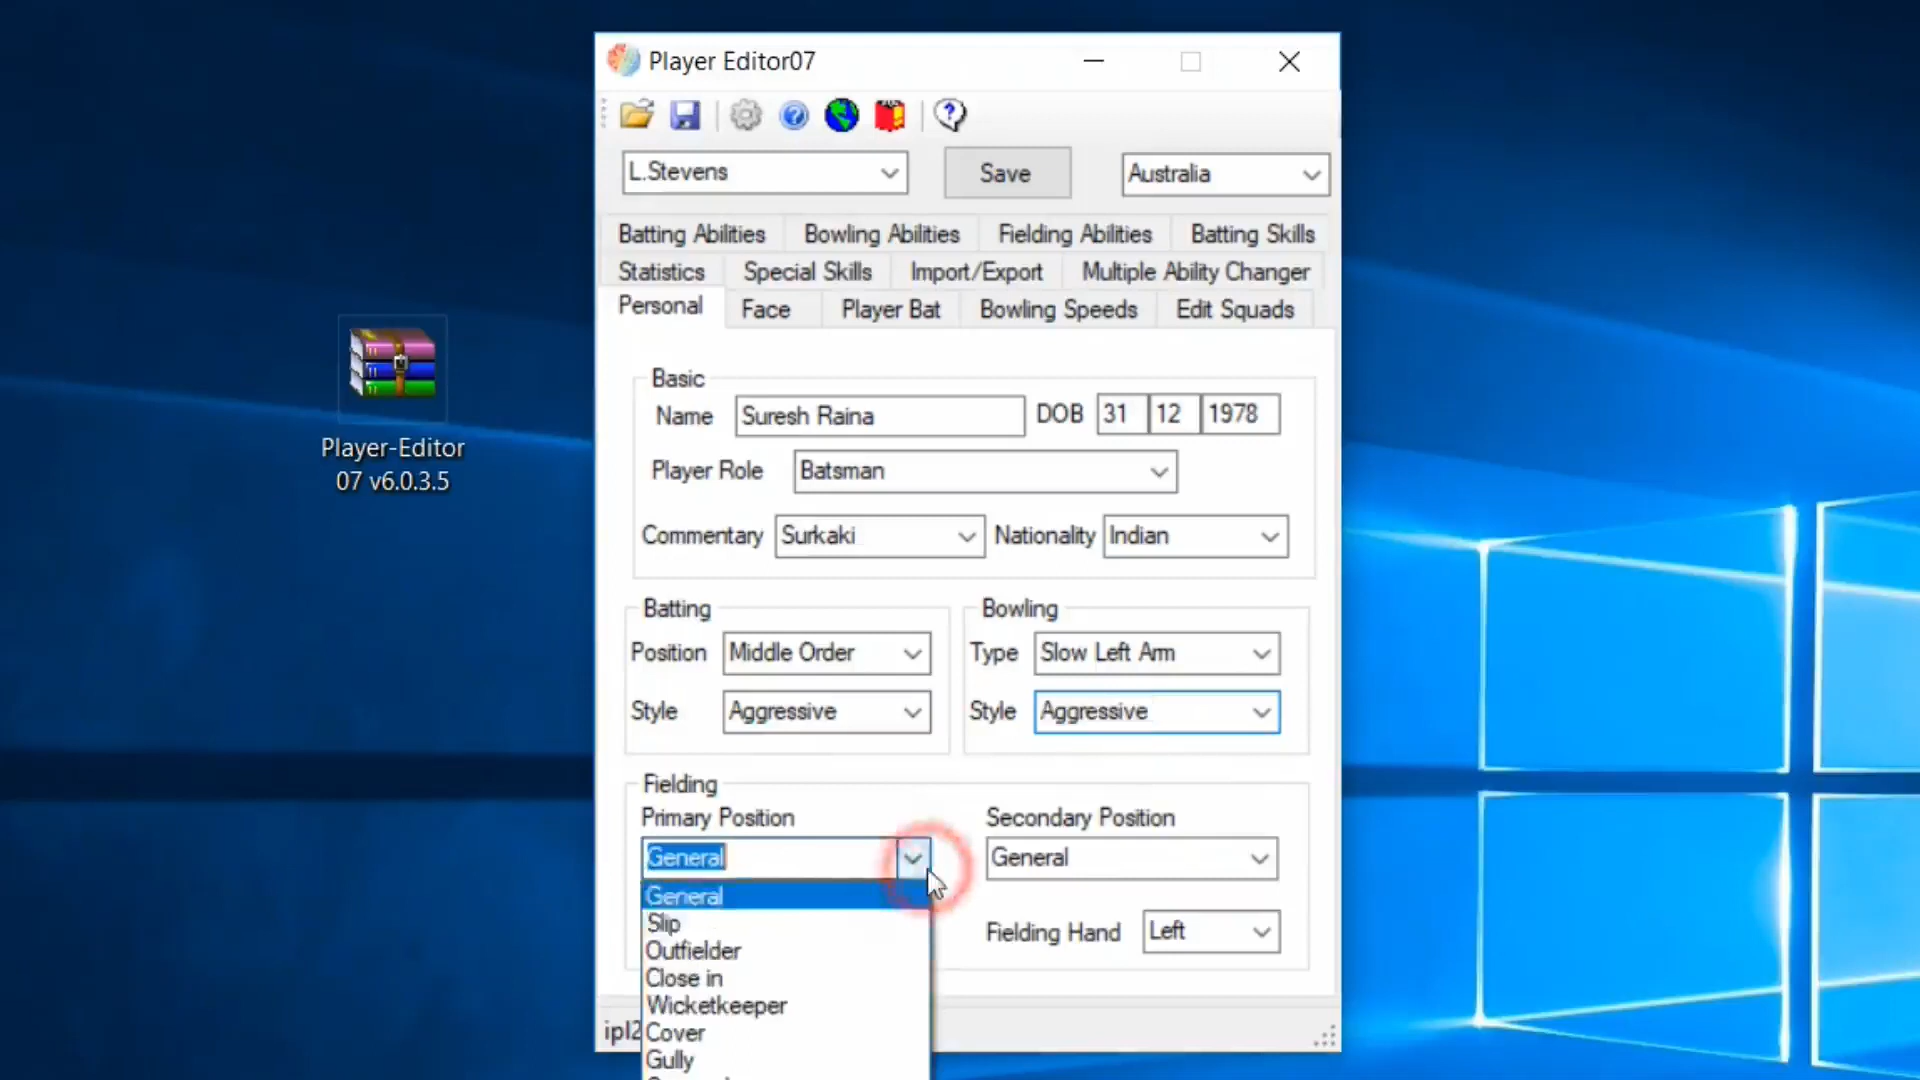 Player Editor07
L.Stevens
Save
Australia
Batting Abilities
Bowling Abilities
Fielding Abilities
Batting Skills
Statistics
Special Skills
Import/Export
Multiple Ability Changer
Personal
Face
Player Bat
Bowling Speeds
Edit Squads
Basic
Name
Suresh Raina
DOB
31
12
1978
Player Role
Batsman
Commentary
Surkaki
Nationality
Indian
Batting
Position
Middle Order
Style
Aggressive
Bowling
Type
Slow Left Arm
Style
Aggressive
Fielding
Primary Position
General
General
Slip
Outfielder
Close in
Wicketkeeper
Cover
Gully
Secondary Position
General
Fielding Hand
Left
Player-Editor
07 v6.0.3.5